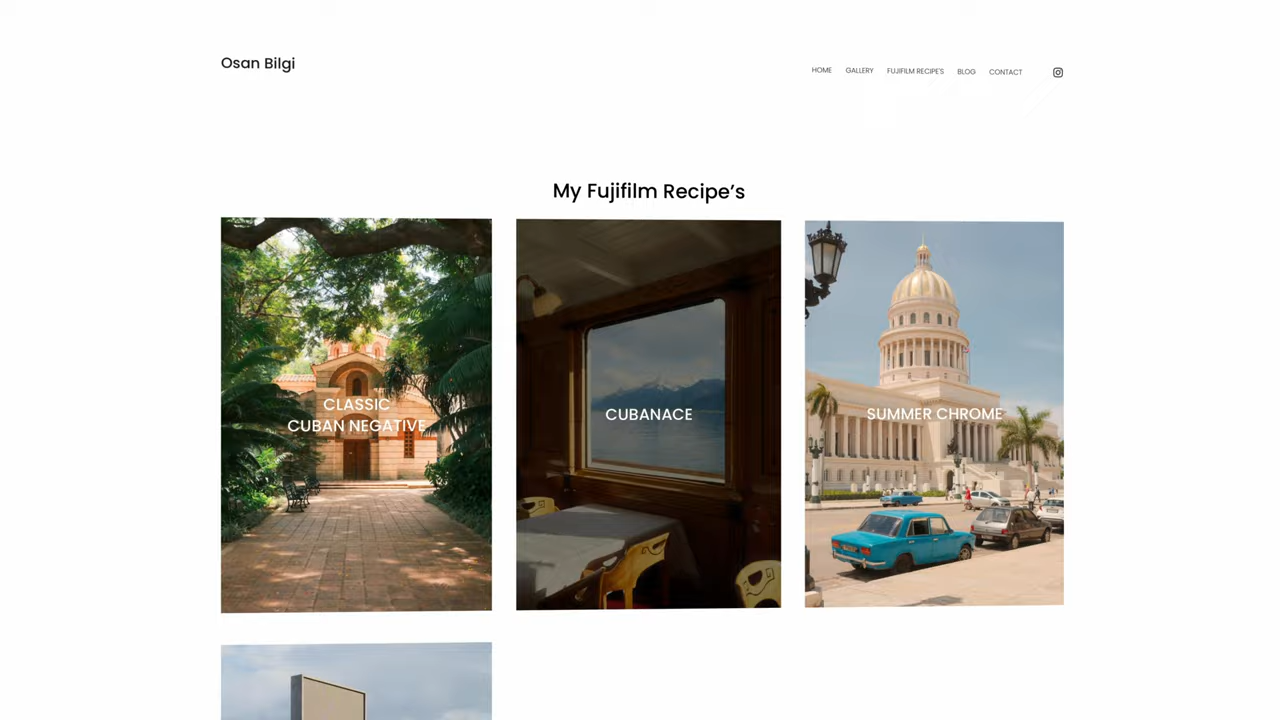 Osan Bilgi
HOME GALLERY FUJIFILM RECIPE'S BLOG CONTACT
My Fujifilm Recipe's
CLASSIC
CUBAN NEGATIVE
CUBANACE
SUMMER CHROME